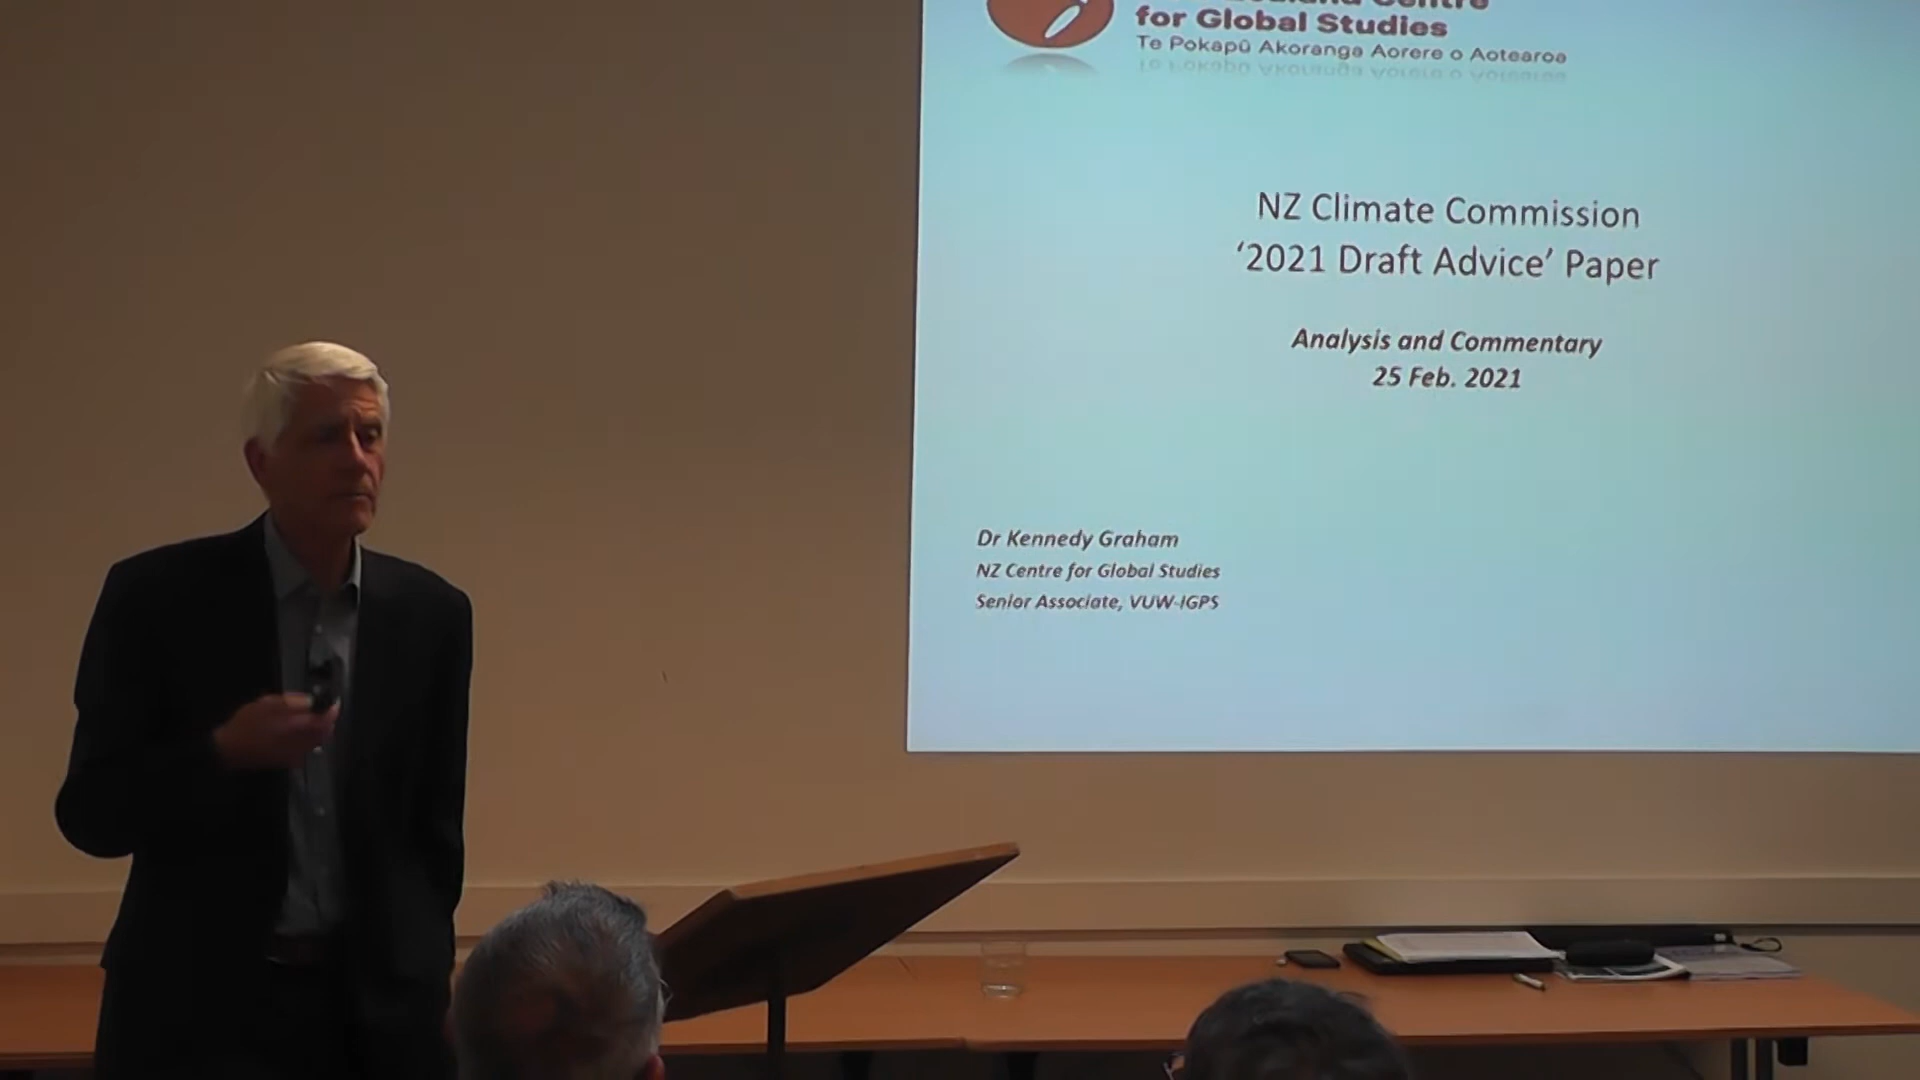 Centre
for Global Studies
Te Pokapū Akoranga Aorere o Aotearoa
NZ Climate Commission
‘2021 Draft Advice’ Paper
Analysis and Commentary
25 Feb. 2021
Dr Kennedy Graham
NZ Centre for Global Studies
Senior Associate, VUW-IGPS